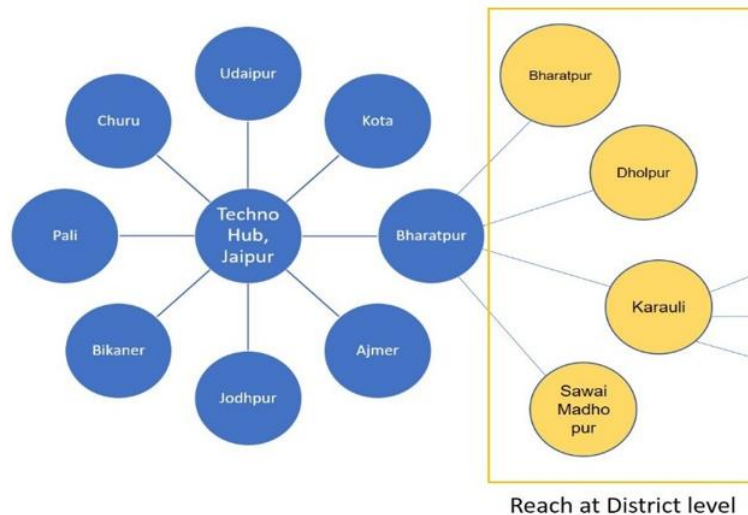 Udaipur
Churu
Kota
Pali
Techno
Hub,
Jaipur
Bharatpur
Bikaner
Ajmer
Jodhpur
Bharatpur
Dholpur
Karauli
Sawai
Madho
pur
Reach at District level